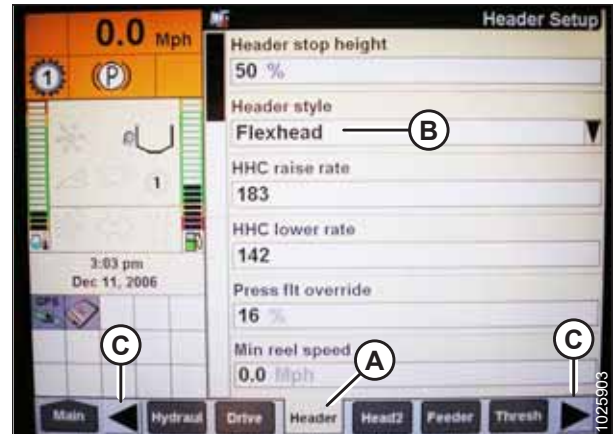 0.0 Mph
Header Setup
1
P
Header stop height
50 %
Header style
Flexhead
B
HHC raise rate
183
1
HHC lower rate
142
3:03 pm
Dec 11, 2006
Press flt override
16 %
GPS
Min reel speed
0.0 Mph
A
C
C
Main
Hydraul
Drive
Header
Head2
Feeder
Thresh
1025903